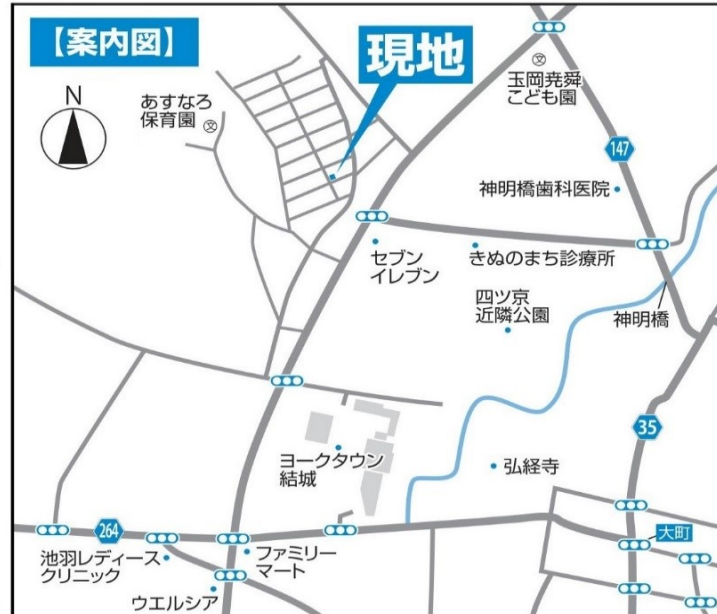 【案内図】
現地
N
あすなろ
保育園
玉岡尭舜
こども園
147
神明橋歯科医院
セブン
イレブン
きぬのまち診療所
四ツ京
近隣公園
神明橋
35
ヨークタウン
結城
弘経寺
264
大町
池羽レディース
クリニック
ファミリー
マート
ウエルシア